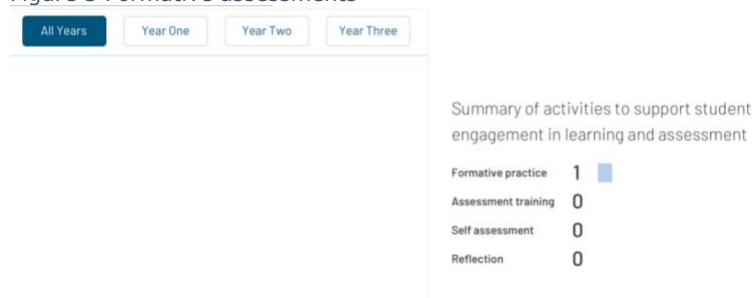 All Years Year One Year Two Year Three
Summary of activities to support student
engagement in learning and assessment
Formative practice 1
Assessment training 0
Self assessment 0
Reflection 0